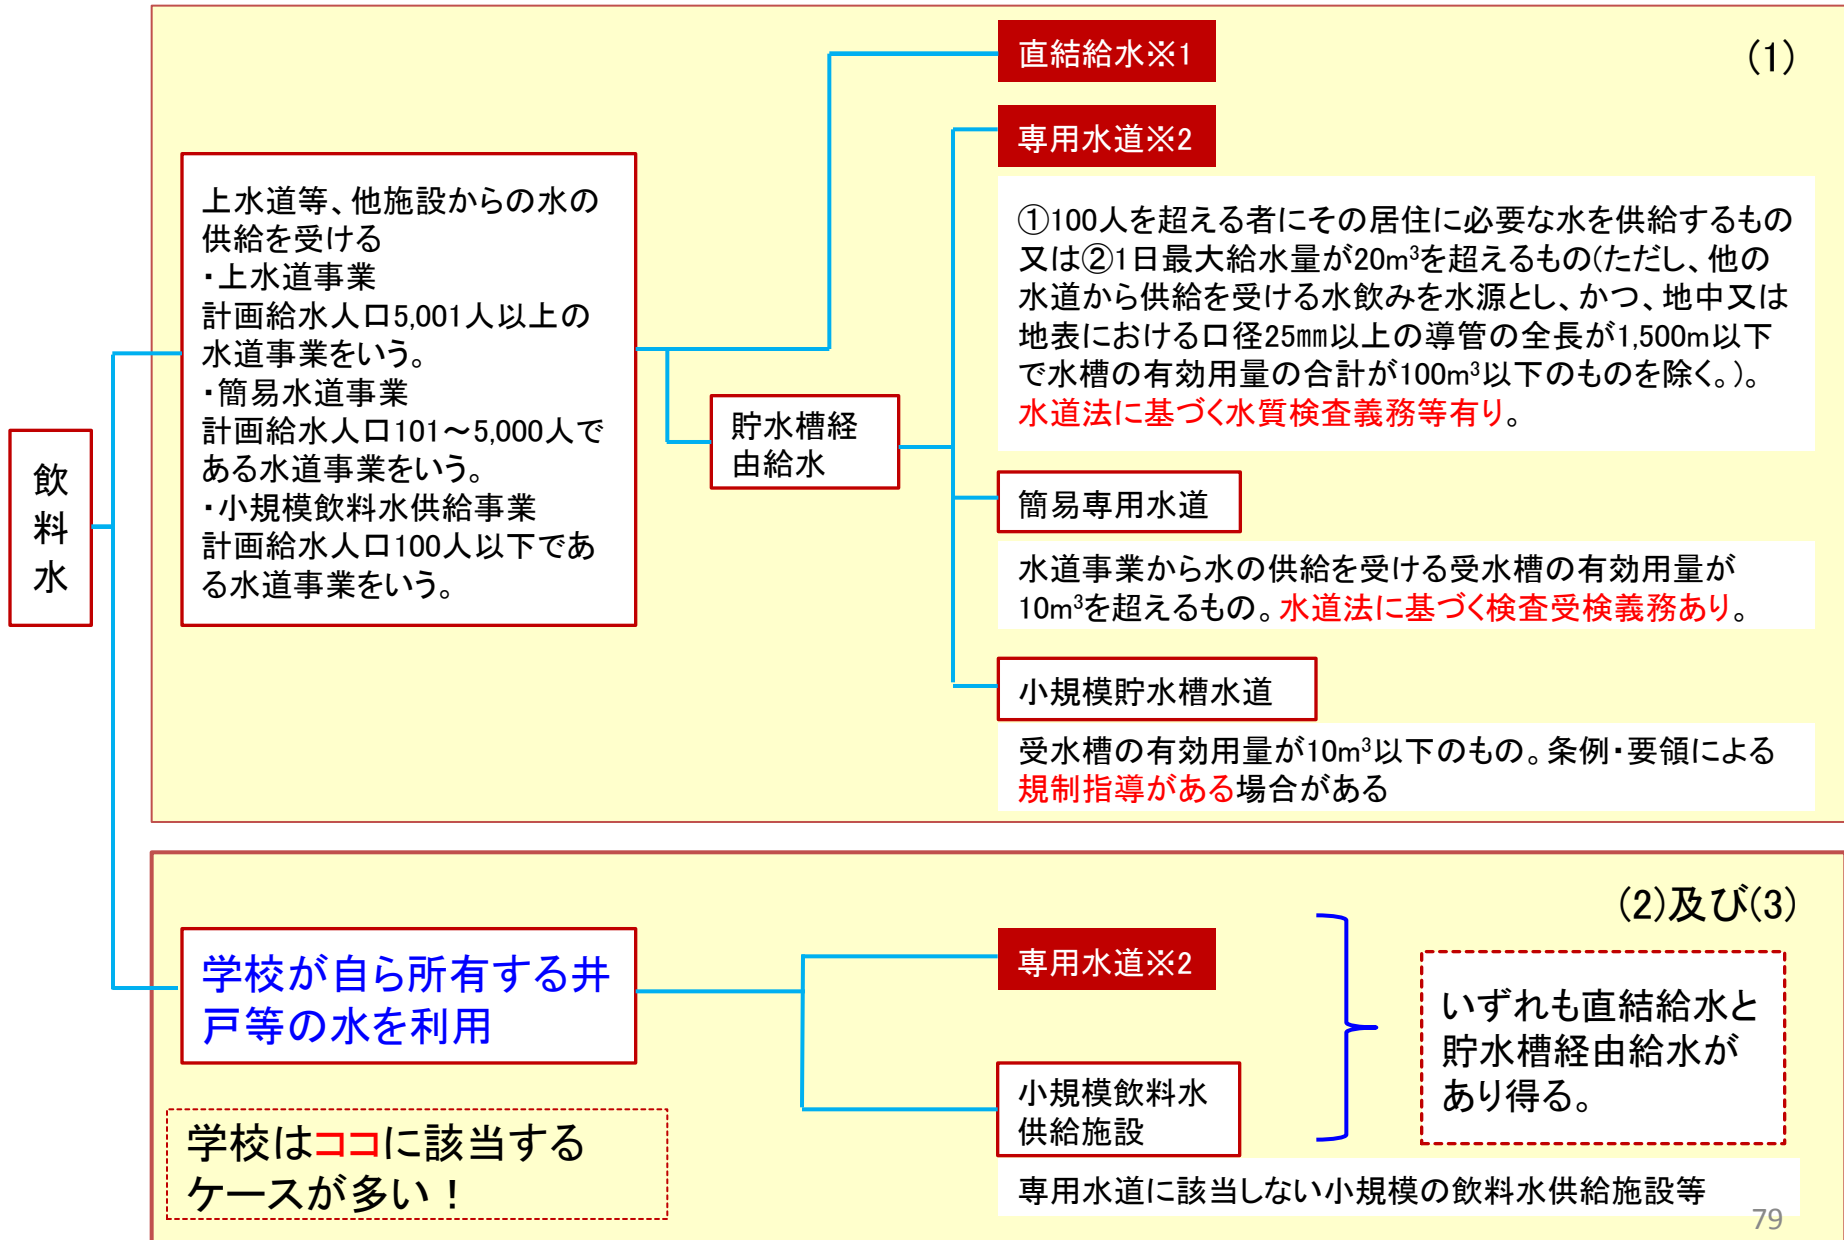 飲
料
水
上水道等、他施設からの水の
供給を受ける
・上水道事業
計画給水人口5,001人以上の
水道事業をいう。
・簡易水道事業
計画給水人口101～5,000人で
ある水道事業をいう。
・小規模飲料水供給事業
計画給水人口100人以下であ
る水道事業をいう。
貯水槽経
由給水
(1)
直結給水※1
専用水道※2
①100人を超える者にその居住に必要な水を供給するもの
又は②1日最大給水量が20m³を超えるもの(ただし、他の
水道から供給を受ける水飲みを水源とし、かつ、地中又は
地表における口径25㎜以上の導管の全長が1,500m以下
で水槽の有効用量の合計が100m³以下のものを除く。)。
水道法に基づく水質検査義務等有り。
簡易専用水道
水道事業から水の供給を受ける受水槽の有効用量が
10m³を超えるもの。水道法に基づく検査受検義務あり。
小規模貯水槽水道
受水槽の有効用量が10m³以下のもの。条例・要領による
規制指導がある場合がある
(2)及び(3)
学校が自ら所有する井
戸等の水を利用
学校はココに該当する
ケースが多い！
専用水道※2
小規模飲料水
供給施設
専用水道に該当しない小規模の飲料水供給施設等
いずれも直結給水と
貯水槽経由給水が
あり得る。
79